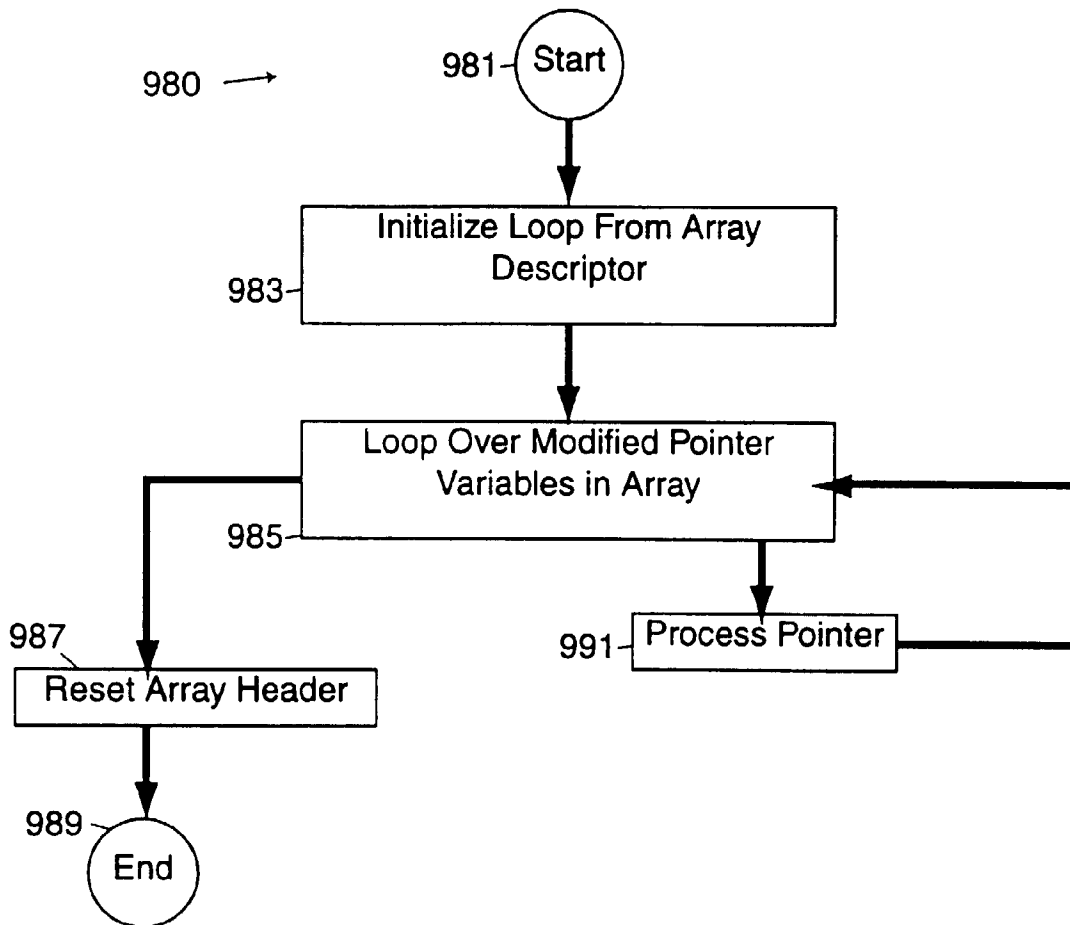 980
981
Start
Initialize Loop From Array
Descriptor
983
Loop Over Modified Pointer
Variables in Array
985
987
Reset Array Header
991
Process Pointer
989
End